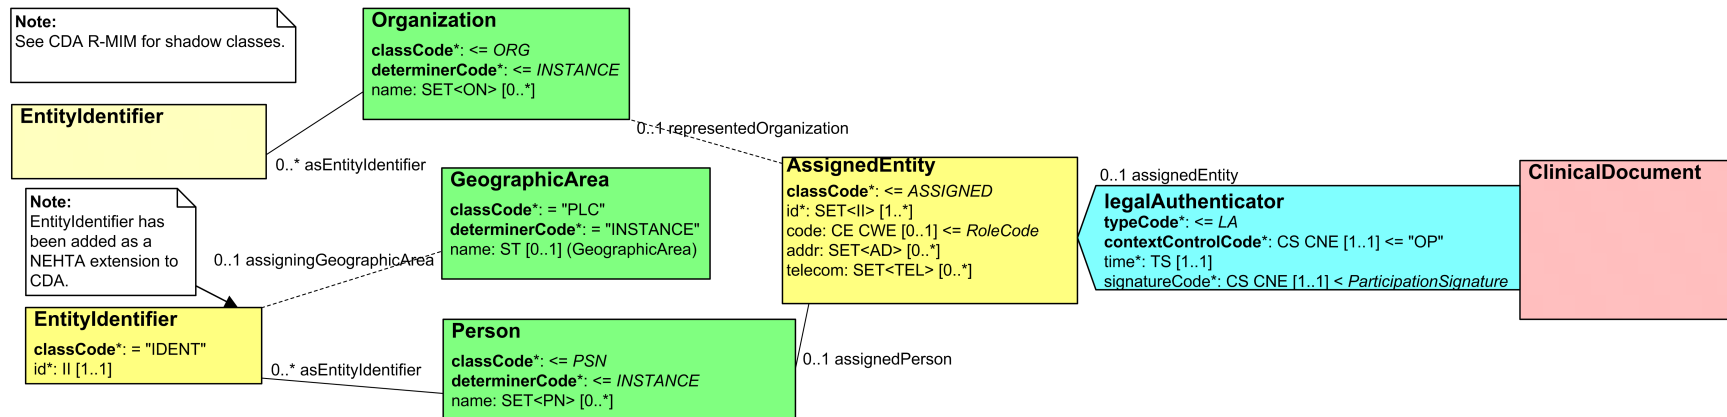 Note:
See CDA R-MIM for shadow classes.
Organization
classCode*: <= ORG
determinerCode*: <= INSTANCE
name: SET<ON> [0..*]
EntityIdentifier
0..* asEntityIdentifier
0..1 representedOrganization
Note:
EntityIdentifier has
been added as a
NEHTA extension to
CDA.
GeographicArea
classCode*: = "PLC"
determinerCode*: = "INSTANCE"
name: ST [0..1] (GeographicArea)
0..1 assigningGeographicArea
AssignedEntity
classCode*: <= ASSIGNED
id*: SET<II> [1..*]
code: CE CWE [0..1] <= RoleCode
addr: SET<AD> [0..*]
telecom: SET<TEL> [0..*]
0..1 assignedEntity
legalAuthenticator
typeCode*: <= LA
contextControlCode*: CS CNE [1..1] <= "OP"
time*: TS [1..1]
signatureCode*: CS CNE [1..1] < ParticipationSignature
ClinicalDocument
EntityIdentifier
classCode*: = "IDENT"
id*: II [1..1]
0..* asEntityIdentifier
Person
classCode*: <= PSN
determinerCode*: <= INSTANCE
name: SET<PN> [0..*]
0..1 assignedPerson